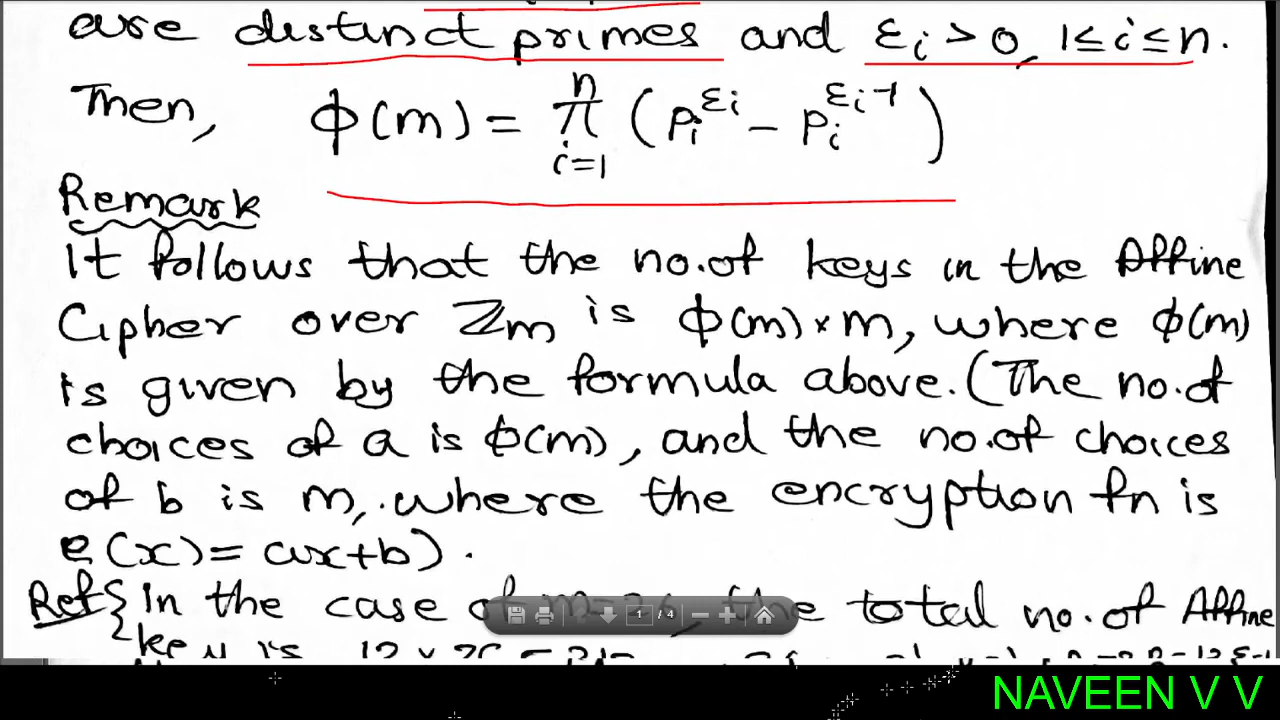 are distinct primes and εi > 0, 1 ≤ i ≤ n.
Then, ϕ(m) = n π i=1 (pi^εi − pi^εi-1)
Remark
It follows that the no.of keys in the Affine
Cipher over Zm is ϕ(m) × m, where ϕ(m)
is given by the formula above. (The no.of
choices of a is ϕ(m), and the no.of choices
of b is m, where the encryption fn is
e(x) = ax+b).
Ref { In the case of the total no.of Affine
1 / 4
NAVEEN V V